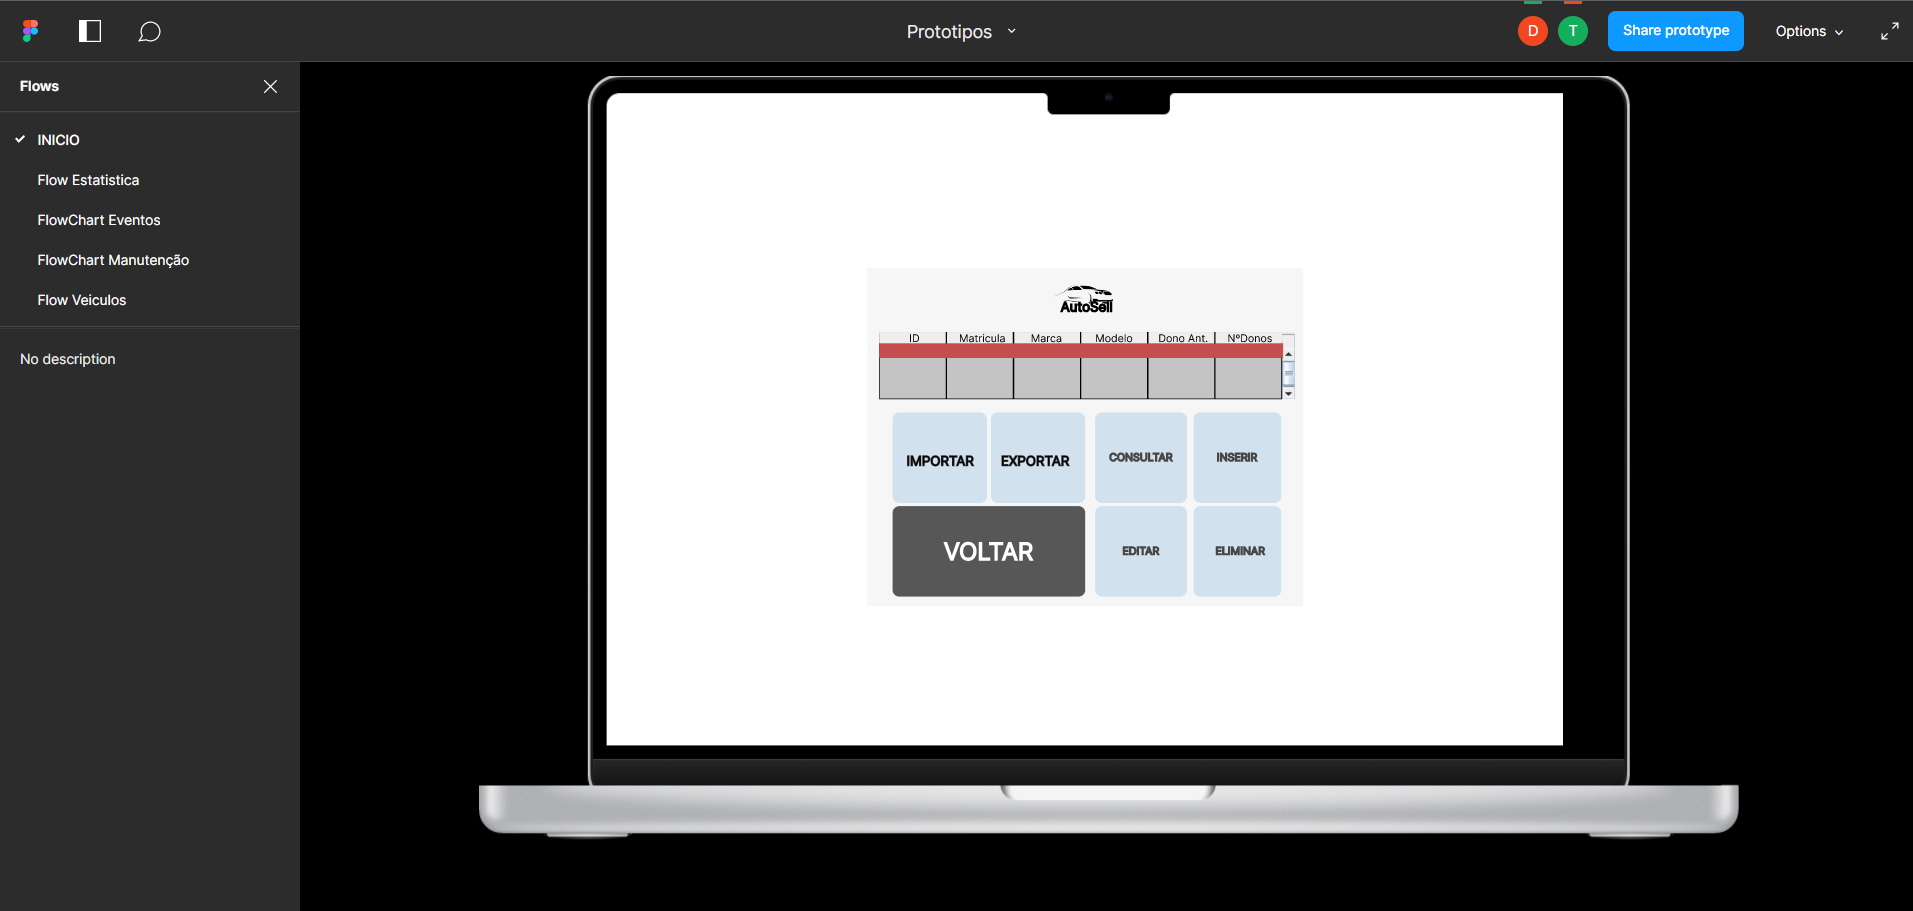 Prototipos
D
T
Share prototype
Options
Flows
INICIO
Flow Estatistica
FlowChart Eventos
FlowChart Manutenção
Flow Veiculos
No description
AutoSell
ID Matricula Marca Modelo Dono Ant. NºDonos
IMPORTAR EXPORTAR CONSULTAR INSERIR
VOLTAR EDITAR ELIMINAR